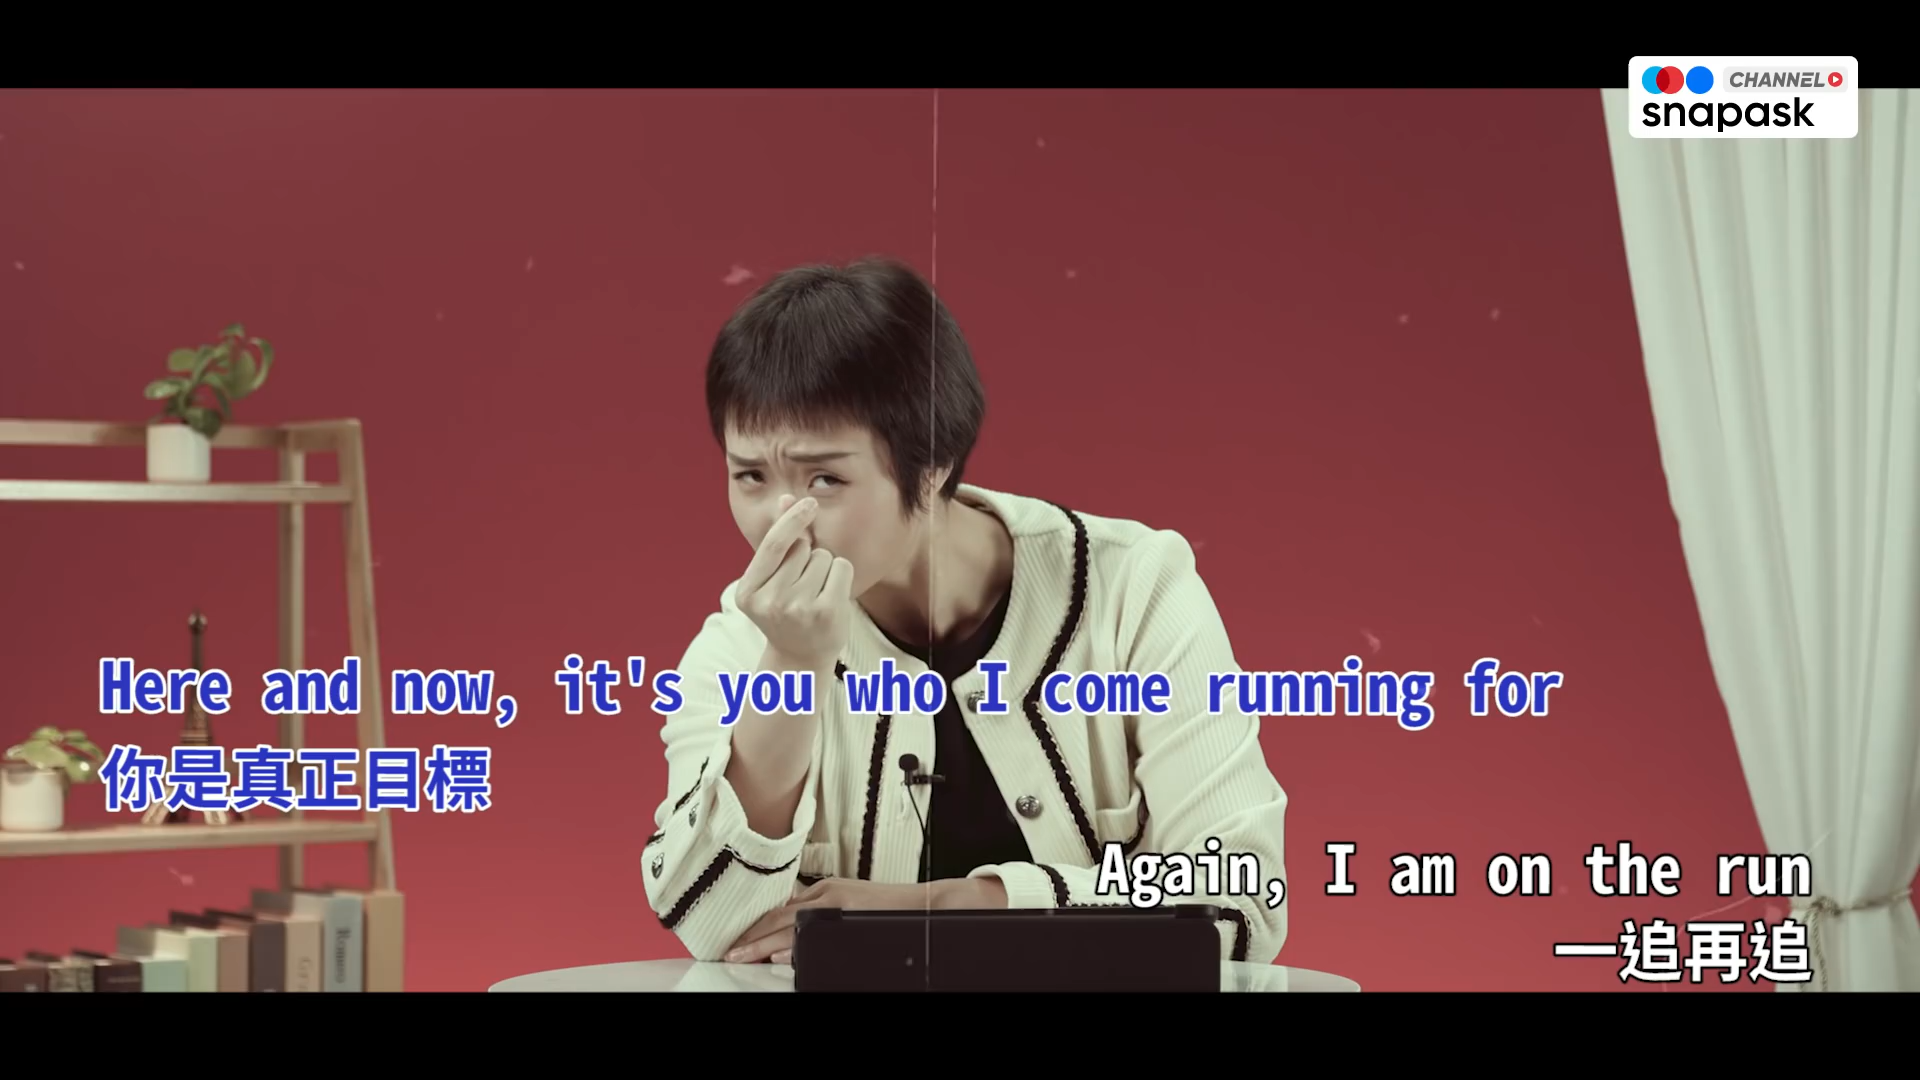 CHANNEL
snapask
Here and now, it's you who I come running for
你是真正目標
Again, I am on the run
一追再追
Romeo